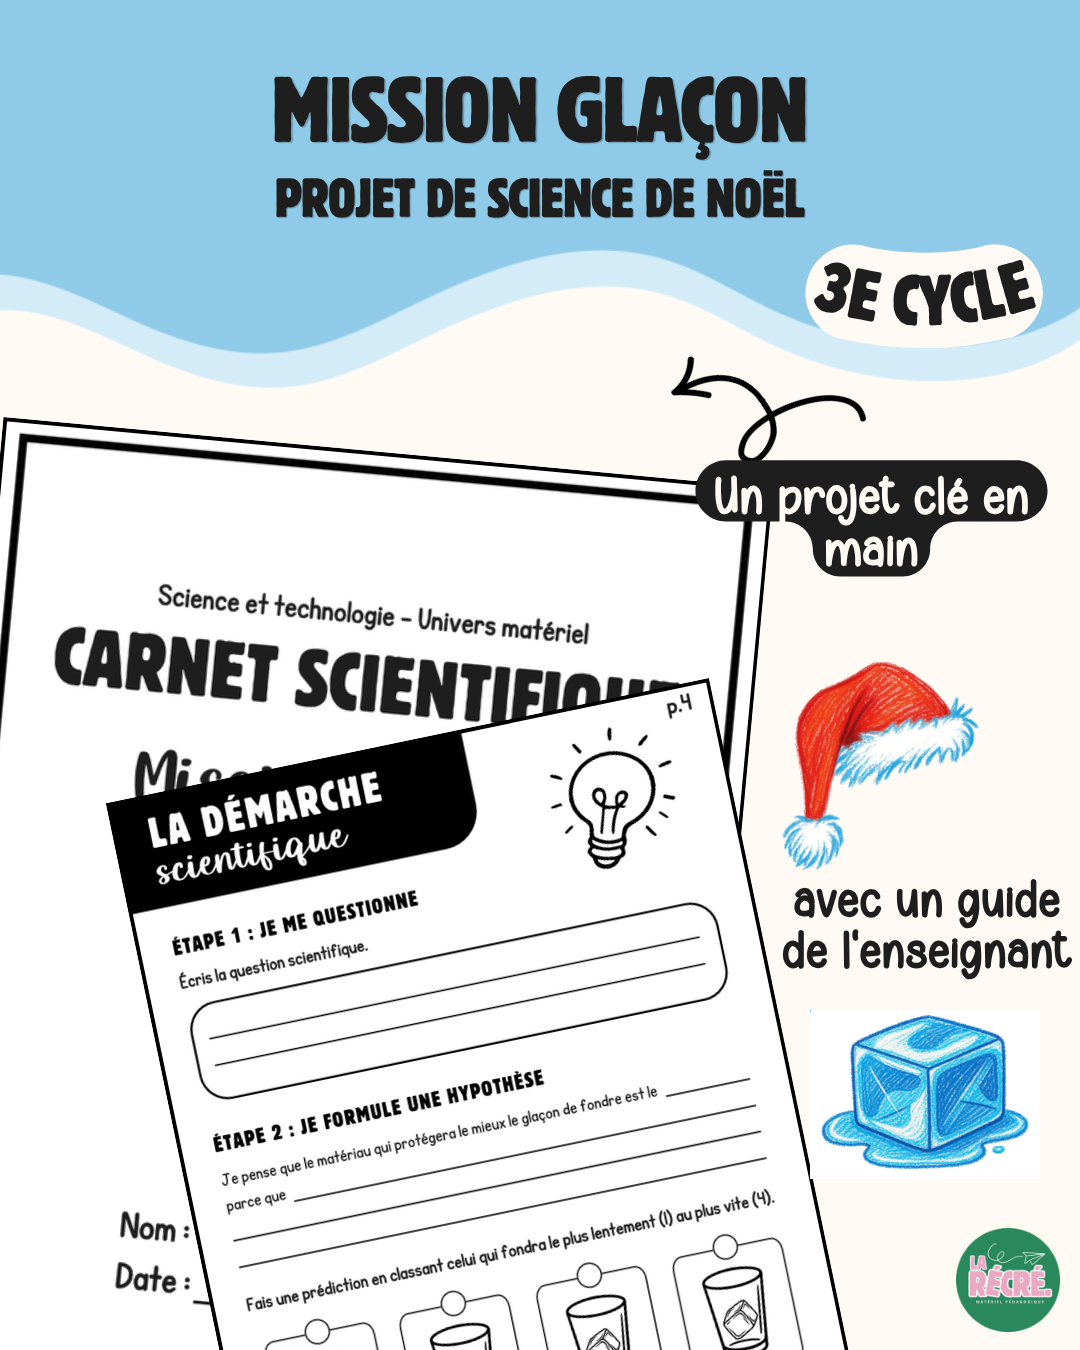 MISSION GLAÇON
PROJET DE SCIENCE DE NOËL
3E CYCLE
Un projet clé en
main
Science et technologie - Univers matériel
CARNET SCIENTIFIQUE
p.4
LA DÉMARCHE
scientifique
ÉTAPE 1 : JE ME QUESTIONNE
Écris la question scientifique.
ÉTAPE 2 : JE FORMULE UNE HYPOTHÈSE
Je pense que le matériau qui protégera le mieux le glaçon de fondre est le
parce que
Fais une prédiction en classant celui qui fondra le plus lentement (1) au plus vite (4).
Nom :
Date :
avec un guide
de l'enseignant
LA
RÉCRÉ.
MATÉRIEL PÉDAGOGIQUE